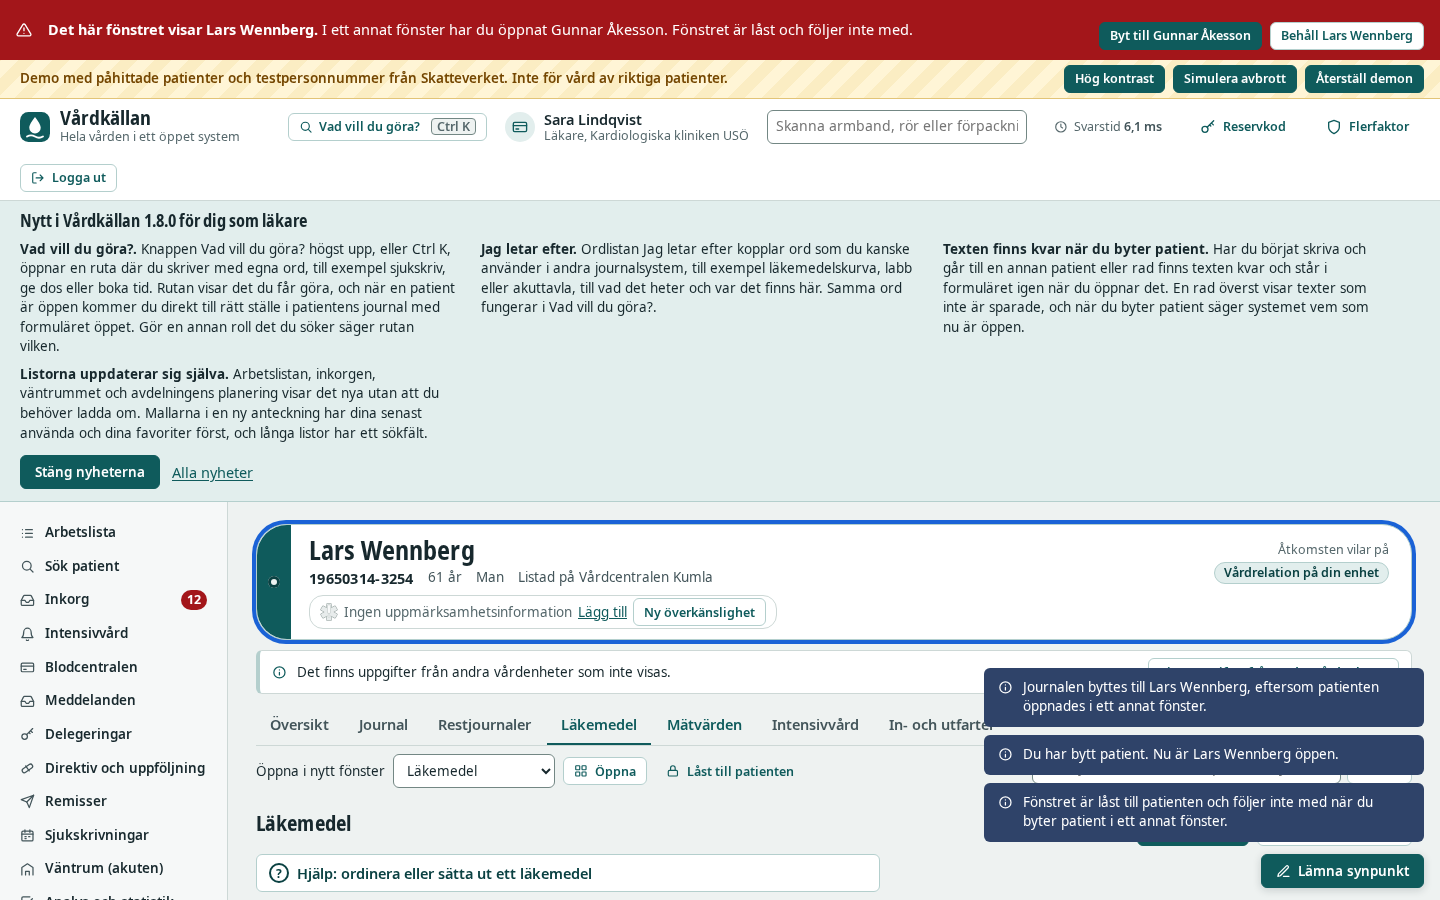 Det här fönstret visar Lars Wennberg. I ett annat fönster har du öppnat Gunnar Åkesson. Fönstret är låst och följer inte med.
Byt till Gunnar Åkesson
Behåll Lars Wennberg
Demo med påhittade patienter och testpersonnummer från Skatteverket. Inte för vård av riktiga patienter.
Hög kontrast
Simulera avbrott
Återställ demon
Vårdkällan
Hela vården i ett öppet system
Vad vill du göra? Ctrl K
Sara Lindqvist
Läkare, Kardiologiska kliniken USÖ
Skanna armband, rör eller förpackni
Svarstid 6,1 ms
Reservkod
Flerfaktor
Logga ut
Nytt i Vårdkällan 1.8.0 för dig som läkare
Vad vill du göra?. Knappen Vad vill du göra? högst upp, eller Ctrl K,
öppnar en ruta där du skriver med egna ord, till exempel sjukskriv,
ge dos eller boka tid. Rutan visar det du får göra, och när en patient
är öppen kommer du direkt till rätt ställe i patientens journal med
formuläret öppet. Gör en annan roll det du söker säger rutan
vilken.
Jag letar efter. Ordlistan Jag letar efter kopplar ord som du kanske
använder i andra journalsystem, till exempel läkemedelskurva, labb
eller akuttavla, till vad det heter och var det finns här. Samma ord
fungerar i Vad vill du göra?.
Texten finns kvar när du byter patient. Har du börjat skriva och
går till en annan patient eller rad finns texten kvar och står i
formuläret igen när du öppnar det. En rad överst visar texter som
inte är sparade, och när du byter patient säger systemet vem som
nu är öppen.
Listorna uppdaterar sig själva. Arbetslistan, inkorgen,
väntrummet och avdelningens planering visar det nya utan att du
behöver ladda om. Mallarna i en ny anteckning har dina senast
använda och dina favoriter först, och långa listor har ett sökfält.
Stäng nyheterna
Alla nyheter
Arbetslista
Sök patient
Inkorg 12
Intensivvård
Blodcentralen
Meddelanden
Delegeringar
Direktiv och uppföljning
Remisser
Sjukskrivningar
Väntrum (akuten)
Lars Wennberg
19650314-3254 61 år Man Listad på Vårdcentralen Kumla
Ingen uppmärksamhetsinformation Lägg till Ny överkänslighet
Åtkomsten vilar på
Vårdrelation på din enhet
Det finns uppgifter från andra vårdenheter som inte visas.
Översikt
Journal
Restjournaler
Läkemedel
Mätvärden
Intensivvård
In- och utfarter
Öppna i nytt fönster
Läkemedel
Öppna
Låst till patienten
Läkemedel
Hjälp: ordinera eller sätta ut ett läkemedel
Journalen byttes till Lars Wennberg, eftersom patienten
öppnades i ett annat fönster.
Du har bytt patient. Nu är Lars Wennberg öppen.
Fönstret är låst till patienten och följer inte med när du
byter patient i ett annat fönster.
Lämna synpunkt